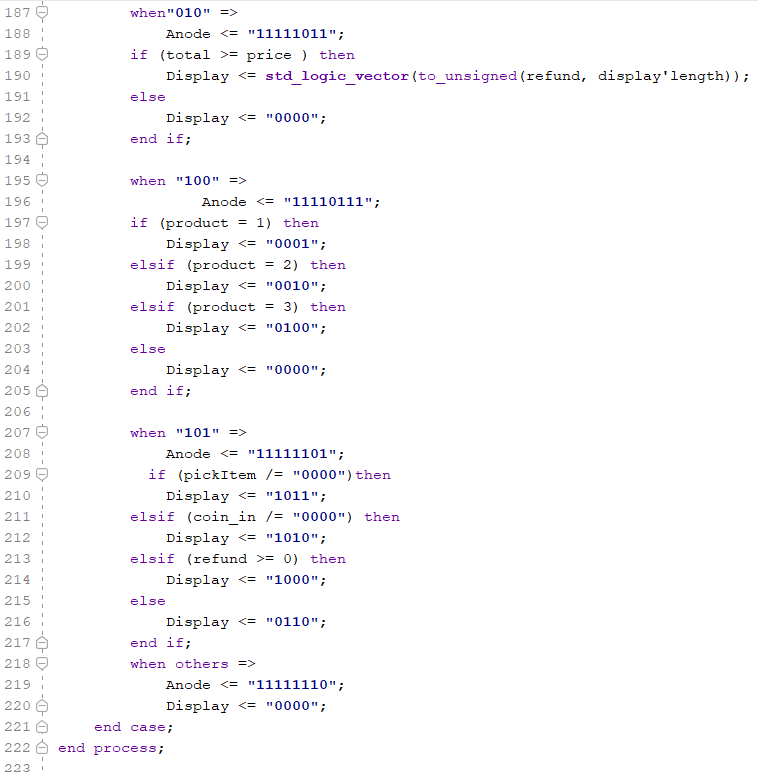 187 when"010" =>
188 Anode <= "11111011";
189 if (total >= price ) then
190 Display <= std_logic_vector(to_unsigned(refund, display'length));
191 else
192 Display <= "0000";
193 end if;
194
195 when "100" =>
196 Anode <= "11110111";
197 if (product = 1) then
198 Display <= "0001";
199 elsif (product = 2) then
200 Display <= "0010";
201 elsif (product = 3) then
202 Display <= "0100";
203 else
204 Display <= "0000";
205 end if;
206
207 when "101" =>
208 Anode <= "11111101";
209 if (pickItem /= "0000")then
210 Display <= "1011";
211 elsif (coin_in /= "0000") then
212 Display <= "1010";
213 elsif (refund >= 0) then
214 Display <= "1000";
215 else
216 Display <= "0110";
217 end if;
218 when others =>
219 Anode <= "11111110";
220 Display <= "0000";
221 end case;
222 end process;
223